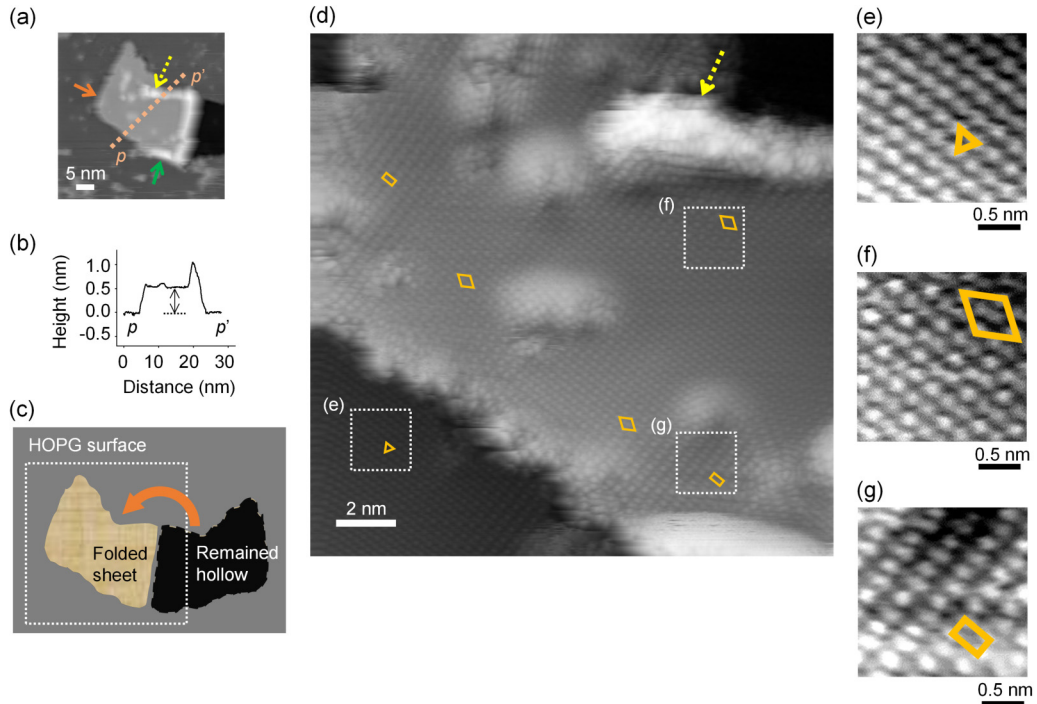 (a)
p'
p
5 nm
(b)
Height (nm)
1.0
0.5
0.0
-0.5
p
p'
0 10 20 30
Distance (nm)
(c)
HOPG surface
Folded
sheet
Remained
hollow
(d)
(f)
(e)
(g)
2 nm
(e)
0.5 nm
(f)
0.5 nm
(g)
0.5 nm